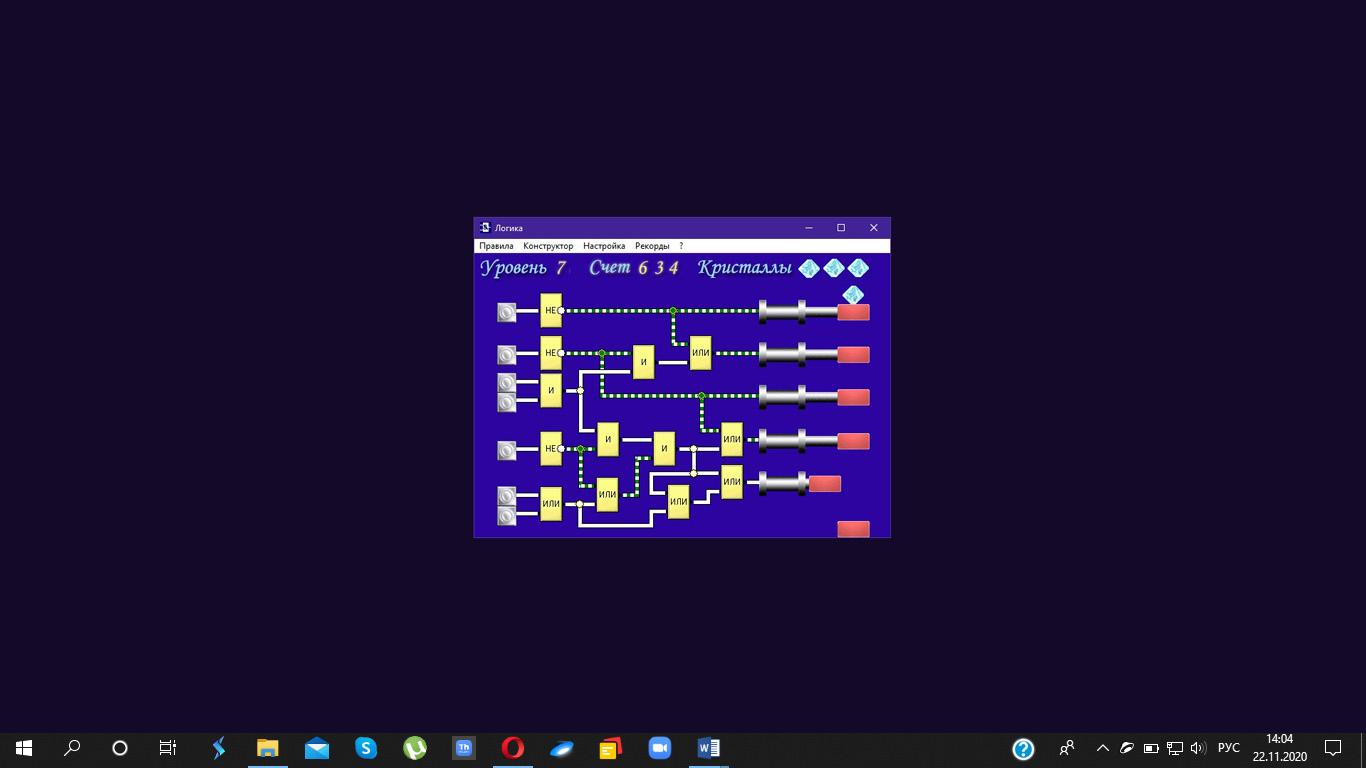 Логика
Правила Конструктор Настройка Рекорды ?
Уровень 7 Счет 6 3 4 Кристаллы
НЕ
НЕ И ИЛИ
И
НЕ И И ИЛИ
ИЛИ ИЛИ ИЛИ ИЛИ
Th W РУС 14:04
22.11.2020